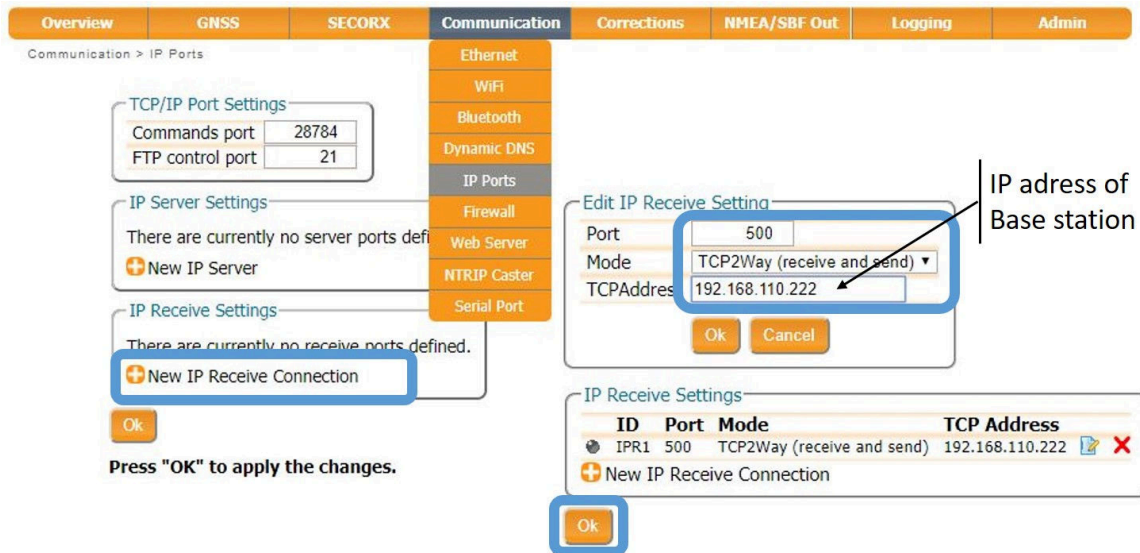 Overview GNSS SECORX Communication Corrections NMEA/SBF Out Logging Admin
Communication > IP Ports
Ethernet
WiFi
Bluetooth
Dynamic DNS
IP Ports
Firewall
Web Server
NTRIP Caster
Serial Port
TCP/IP Port Settings
Commands port 28784
FTP control port 21
IP Server Settings
There are currently no server ports defi
New IP Server
IP Receive Settings
There are currently no receive ports defined.
New IP Receive Connection
Ok
Press "OK" to apply the changes.
IP adress of
Base station
Edit IP Receive Setting
Port 500
Mode TCP2Way (receive and send)
TCPAddres 192.168.110.222
Ok Cancel
IP Receive Settings
ID Port Mode TCP Address
IPR1 500 TCP2Way (receive and send) 192.168.110.222
New IP Receive Connection
Ok